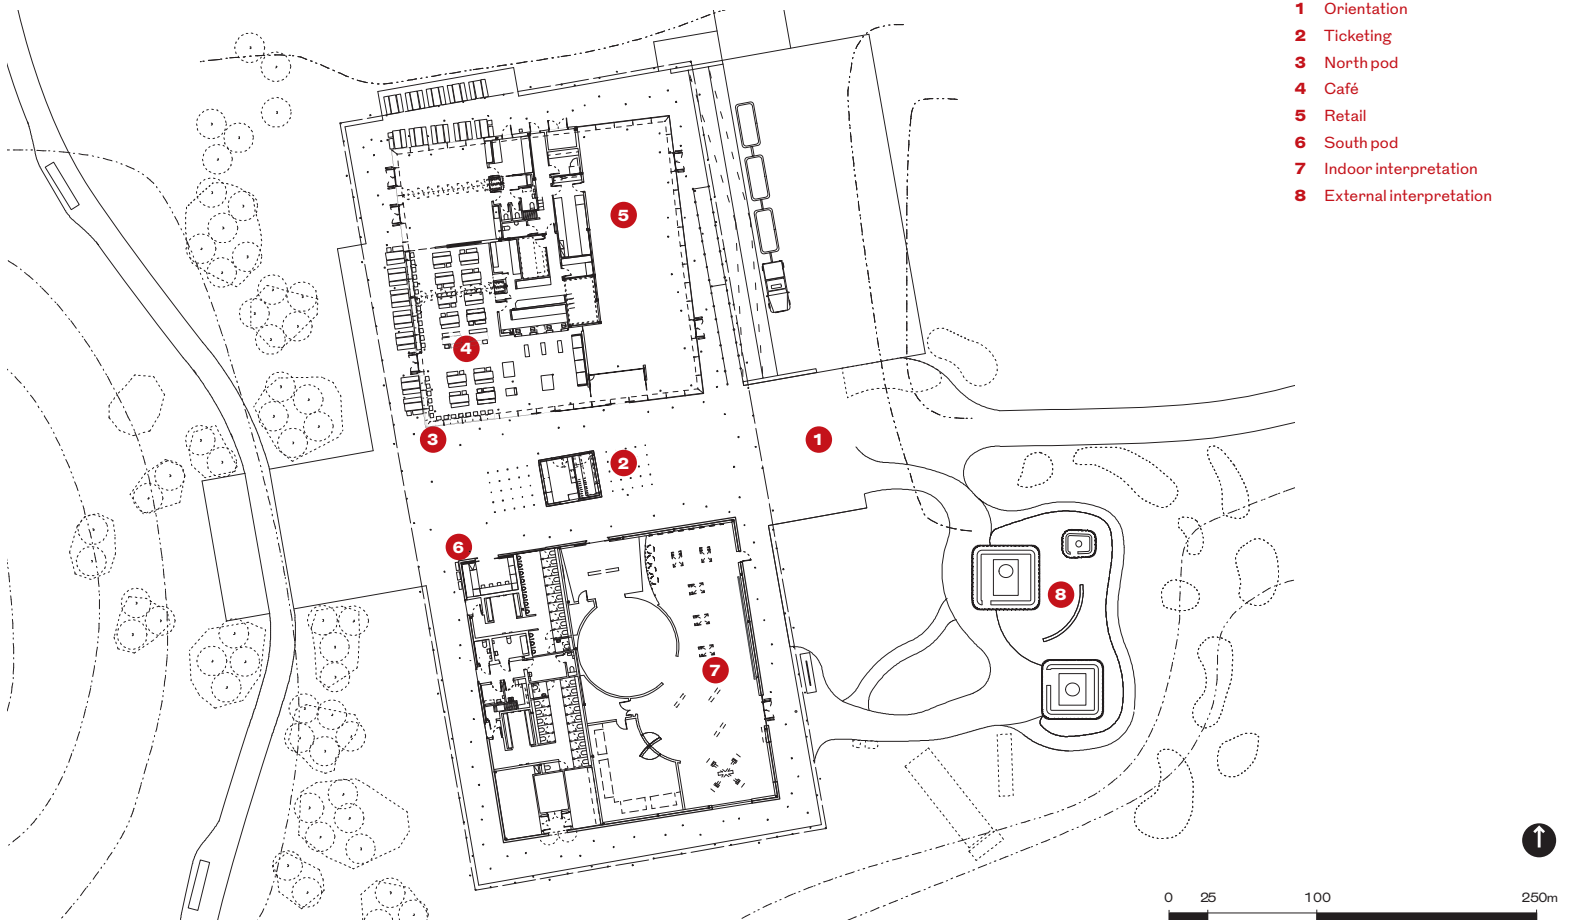 1 Orientation
2 Ticketing
3 North pod
4 Café
5 Retail
6 South pod
7 Indoor interpretation
8 External interpretation
5
4
3
1
2
6
8
7
0 25 100 250m